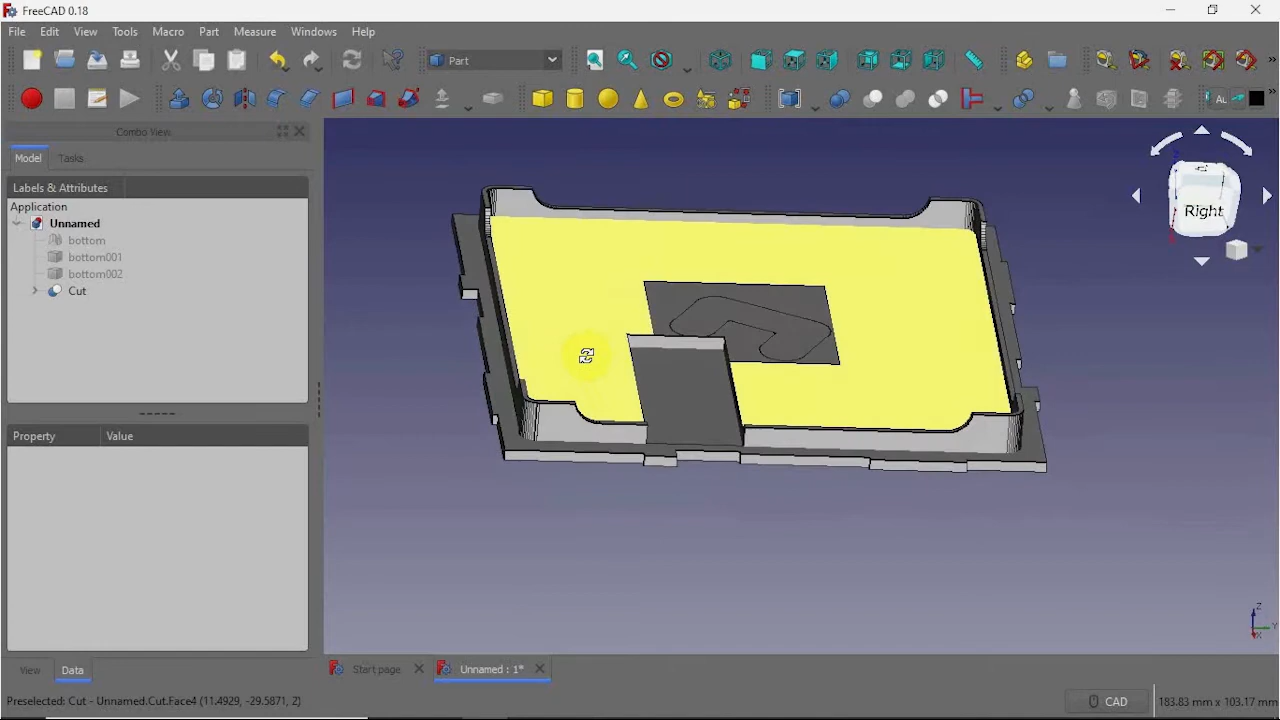 FreeCAD 0.18
File Edit View Tools Macro Part Measure Windows Help
Part
AL
Combo View
Model Tasks
Labels & Attributes
Application
Unnamed
bottom
bottom001
bottom002
Cut
Right
Property Value
Z
Y
X
View Data
Start page
Unnamed : 1*
Preselected: Cut - Unnamed.Cut.Face4 (11.4929, -29.5871, 2)
CAD
183.83 mm x 103.17 mm